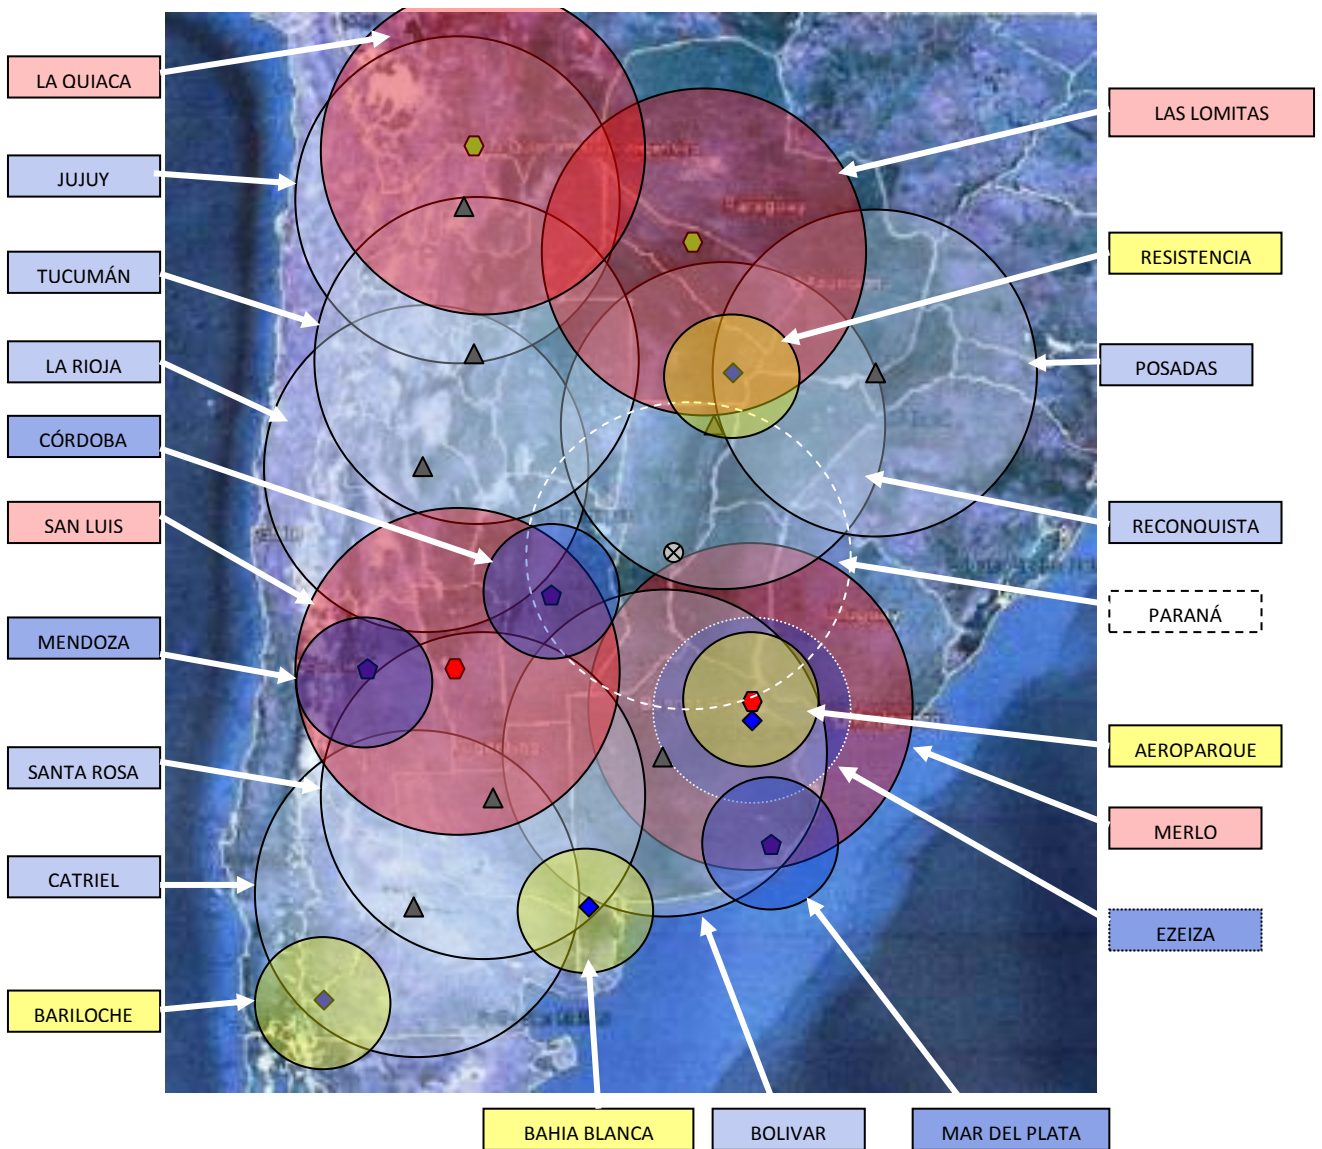 LA QUIACA
LAS LOMITAS
JUJUY
Paraguay
RESISTENCIA
TUCUMÁN
LA RIOJA
POSADAS
CÓRDOBA
SAN LUIS
RECONQUISTA
PARANÁ
MENDOZA
AEROPARQUE
SANTA ROSA
MERLO
CATRIEL
EZEIZA
BARILOCHE
BAHIA BLANCA
BOLIVAR
MAR DEL PLATA